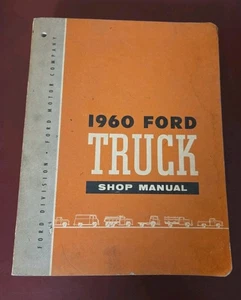 1960 FORD
TRUCK
SHOP MANUAL
FORD DIVISION • FORD MOTOR COMPANY